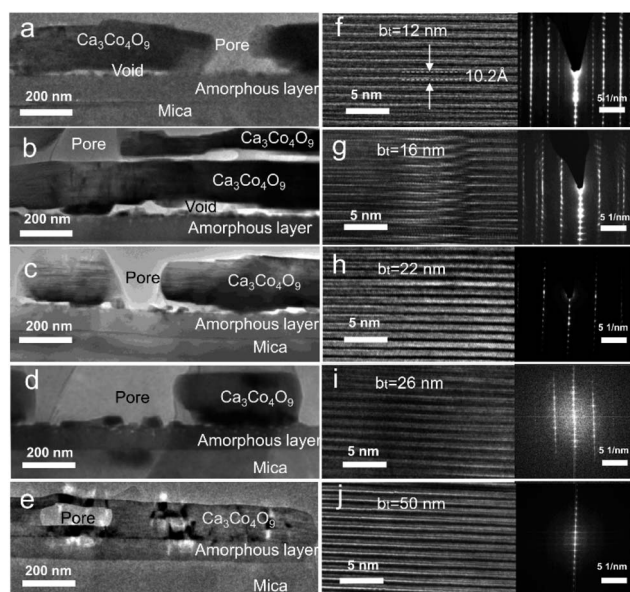 a
Ca₃Co₄O₉
Pore
Void
Amorphous layer
Mica
200 nm
b
Pore
Ca₃Co₄O₉
Ca₃Co₄O₉
Void
200 nm
Amorphous layer
c
Pore
Ca₃Co₄O₉
Amorphous layer
200 nm
Mica
d
Pore
Ca₃Co₄O₉
Amorphous layer
200 nm
Mica
e
Pore
Ca₃Co₄O₉
Amorphous layer
200 nm
Mica
f
bt=12 nm
10.2Å
5 nm
5 1/nm
g
bt=16 nm
5 nm
5 1/nm
h
bt=22 nm
5 nm
5 1/nm
i
bt=26 nm
5 nm
5 1/nm
j
bt=50 nm
5 nm
5 1/nm